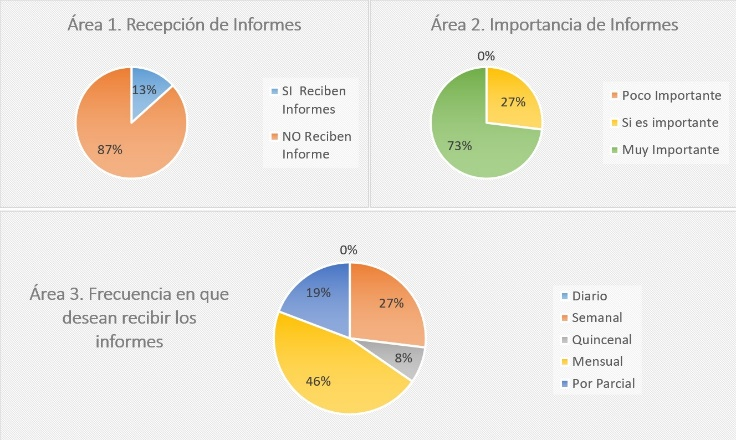 Área 1. Recepción de Informes
13%
87%
SI Reciben
Informes
NO Reciben
Informe
Área 2. Importancia de Informes
0%
27%
73%
Poco Importante
Si es importante
Muy Importante
Área 3. Frecuencia en que
desean recibir los
informes
0%
19%
27%
8%
46%
Diario
Semanal
Quincenal
Mensual
Por Parcial